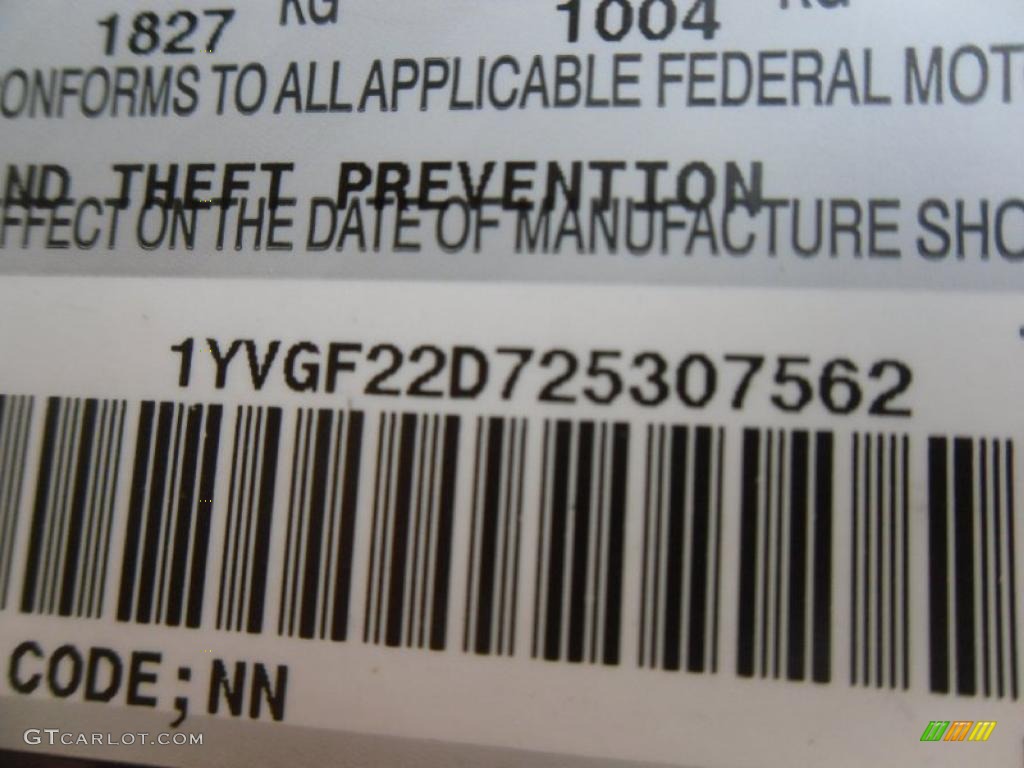 KG KG
1827 1004
ONFORMS TO ALL APPLICABLE FEDERAL MOT
ND THEFT PREVENTION
FFECT ON THE DATE OF MANUFACTURE SHO
1YVGF22D725307562
CODE;NN
GTCARLOT.COM